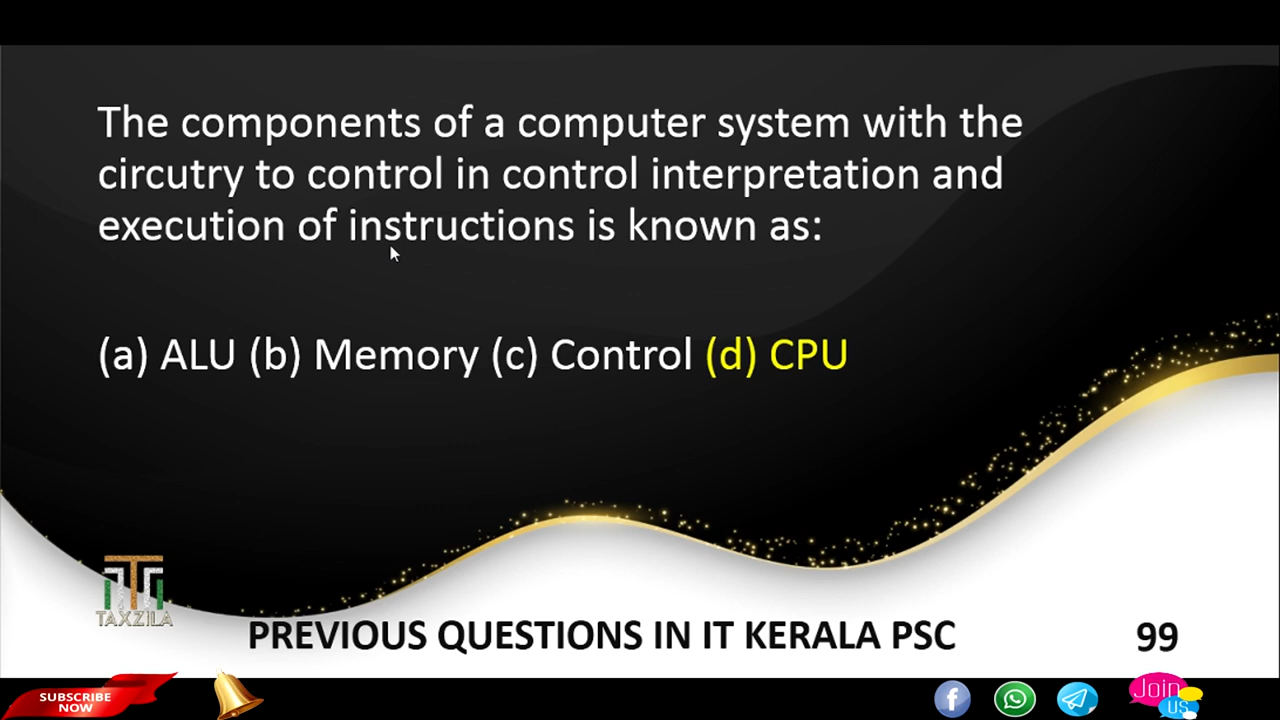 The components of a computer system with the
circutry to control in control interpretation and
execution of instructions is known as:
(a) ALU (b) Memory (c) Control (d) CPU
TAXZILA
PREVIOUS QUESTIONS IN IT KERALA PSC
99
SUBSCRIBE
NOW
Join
US